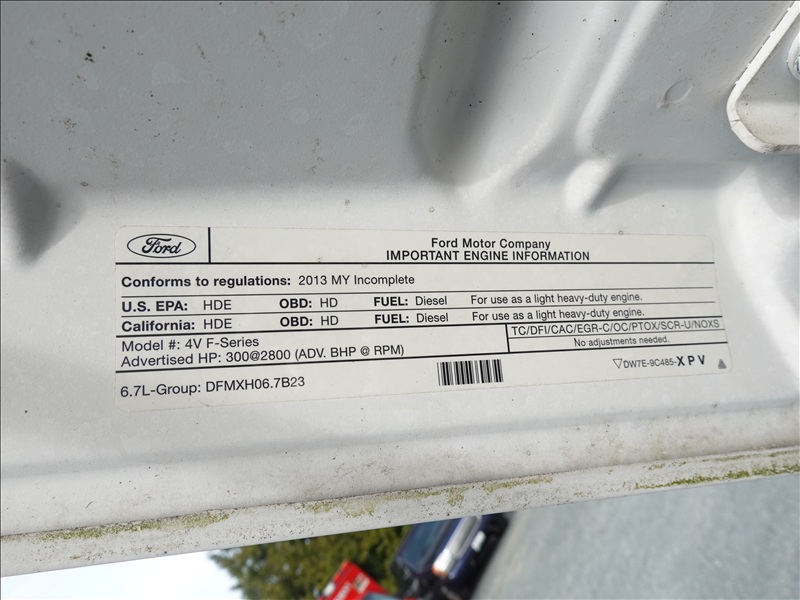 Ford
Ford Motor Company
IMPORTANT ENGINE INFORMATION
Conforms to regulations: 2013 MY Incomplete
U.S. EPA: HDE OBD: HD FUEL: Diesel For use as a light heavy-duty engine.
California: HDE OBD: HD FUEL: Diesel For use as a light heavy-duty engine.
Model #: 4V F-Series
Advertised HP: 300@2800 (ADV. BHP @ RPM)
TC/DFI/CAC/EGR-C/OC/PTOX/SCR-U/NOXS
No adjustments needed.
6.7L-Group: DFMXH06.7B23
DW7E-9C485-XPV